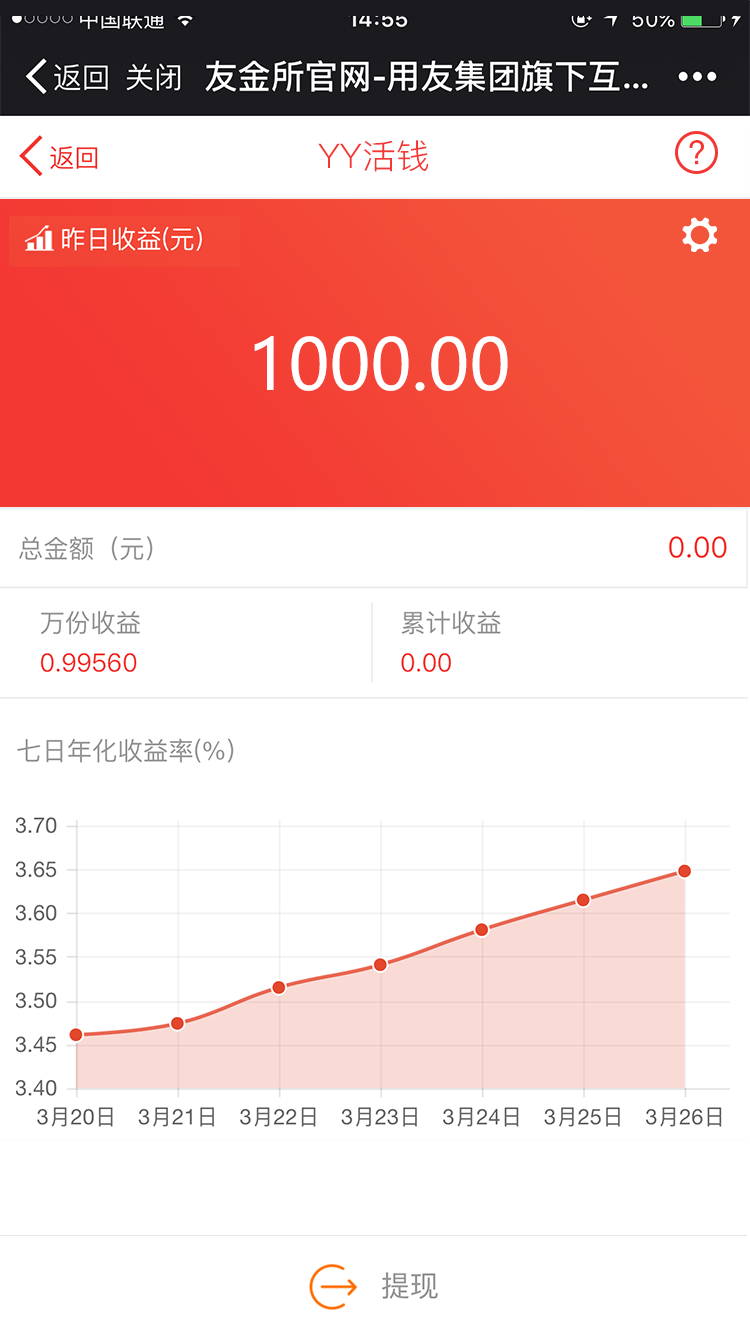 中国联通 14:55 50%
返回 关闭 友金所官网-用友集团旗下互...
返回 YY活钱 ?
昨日收益(元)
1000.00
总金额（元） 0.00
万份收益 累计收益
0.99560 0.00
七日年化收益率(%)
3.70
3.65
3.60
3.55
3.50
3.45
3.40
3月20日 3月21日 3月22日 3月23日 3月24日 3月25日 3月26日
提现